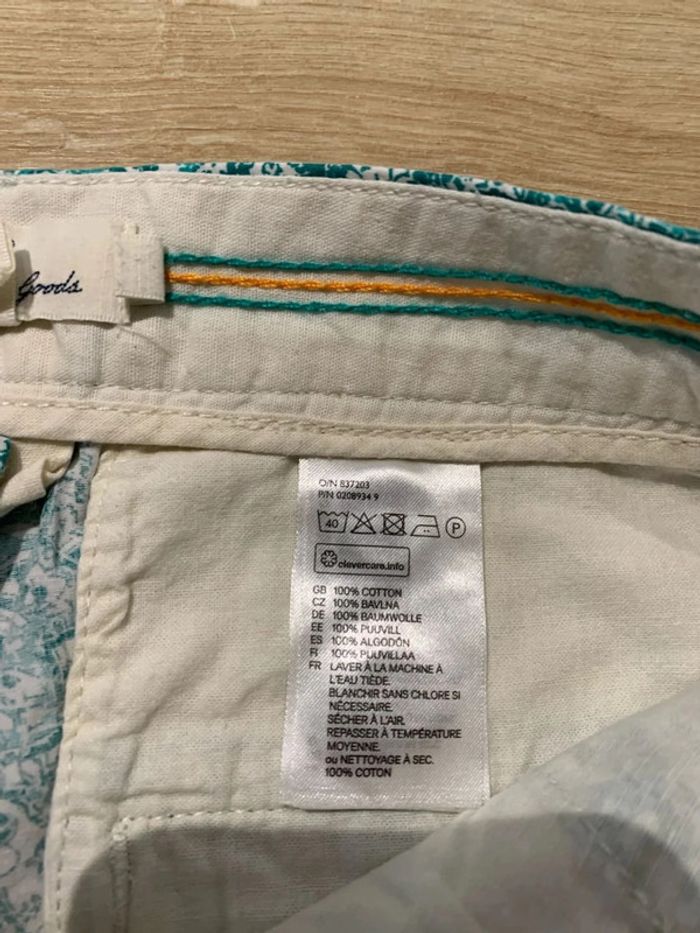 Goods
O/N 837203
P/N 0208934 9
40 P
clevercare.info
GB 100% COTTON
CZ 100% BAVLNA
DE 100% BAUMWOLLE
EE 100% PUUVILL
ES 100% ALGODÓN
FI 100% PUUVILLAA
FR LAVER À LA MACHINE À
L'EAU TIÈDE.
BLANCHIR SANS CHLORE SI
NÉCESSAIRE.
SÉCHER À L'AIR.
REPASSER À TEMPÉRATURE
MOYENNE.
ou NETTOYAGE À SEC.
100% COTON